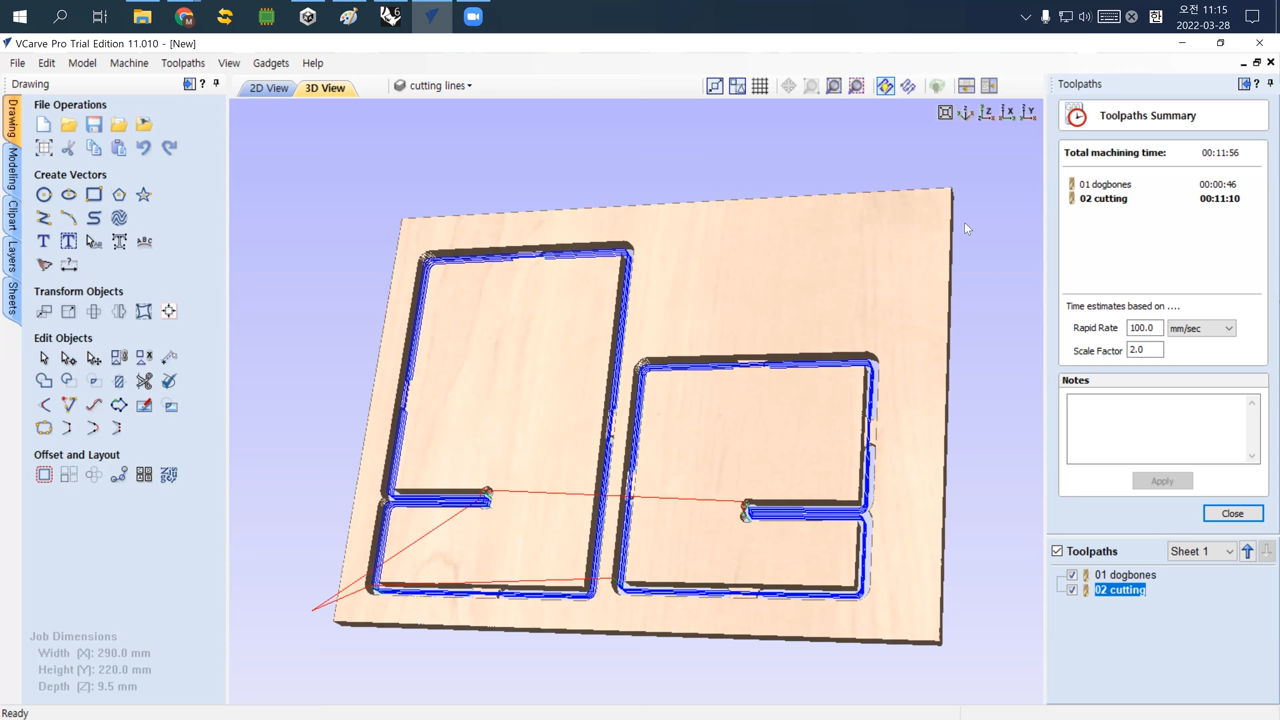 오전 11:15
한
2022-03-28
VCarve Pro Trial Edition 11.010 - [New]
File Edit Model Machine Toolpaths View Gadgets Help
Drawing
2D View 3D View cutting lines
Toolpaths
Drawing
Modeling
Clipart
Layers
Sheets
File Operations
Create Vectors
Transform Objects
Edit Objects
Offset and Layout
Job Dimensions
Width (X): 290.0 mm
Height (Y): 220.0 mm
Depth (Z): 9.5 mm
Z X Y
Toolpaths Summary
Total machining time: 00:11:56
01 dogbones 00:00:46
02 cutting 00:11:10
Time estimates based on ....
Rapid Rate 100.0 mm/sec
Scale Factor 2.0
Notes
Apply
Close
Toolpaths Sheet 1
01 dogbones
02 cutting
Ready